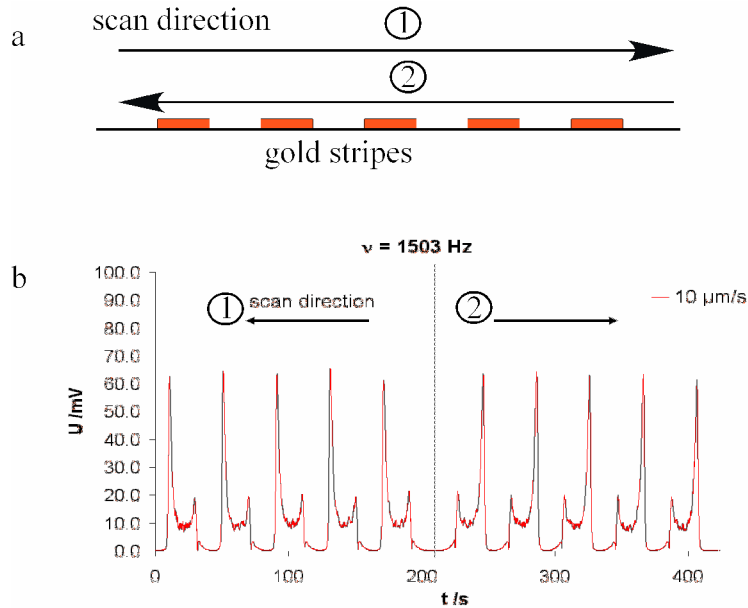 a
scan direction
1
2
gold stripes
b
ν = 1503 Hz
100.0
90.0
80.0
70.0
60.0
50.0
40.0
30.0
20.0
10.0
0.0
U /mV
1 scan direction
2
10 µm/s
0 100 200 300 400
t /s